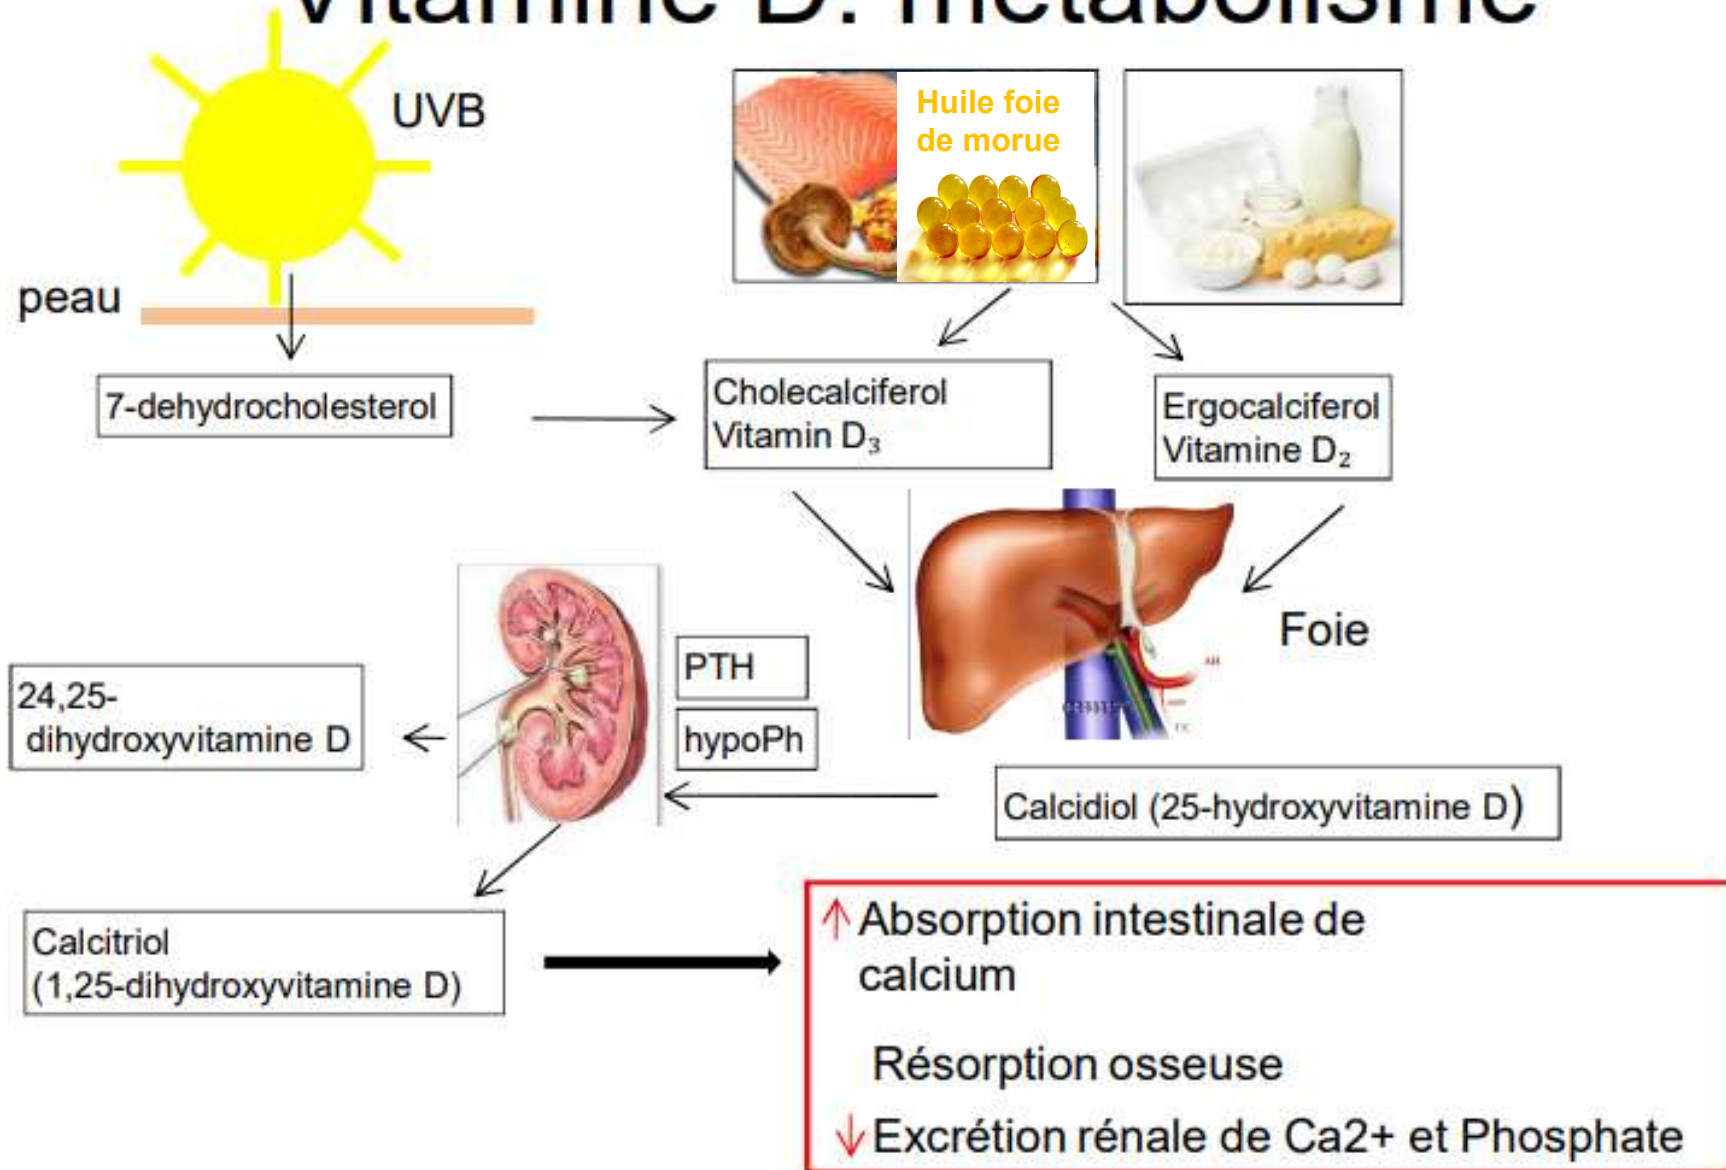 Vitamine D: métabolisme
UVB
Huile foie
de morue
peau
7-dehydrocholesterol
Cholecalciferol
Vitamin D₃
Ergocalciferol
Vitamine D₂
Foie
PTH
hypoPh
24,25-
dihydroxyvitamine D
Calcidiol (25-hydroxyvitamine D)
Calcitriol
(1,25-dihydroxyvitamine D)
↑ Absorption intestinale de
calcium
Résorption osseuse
↓ Excrétion rénale de Ca2+ et Phosphate